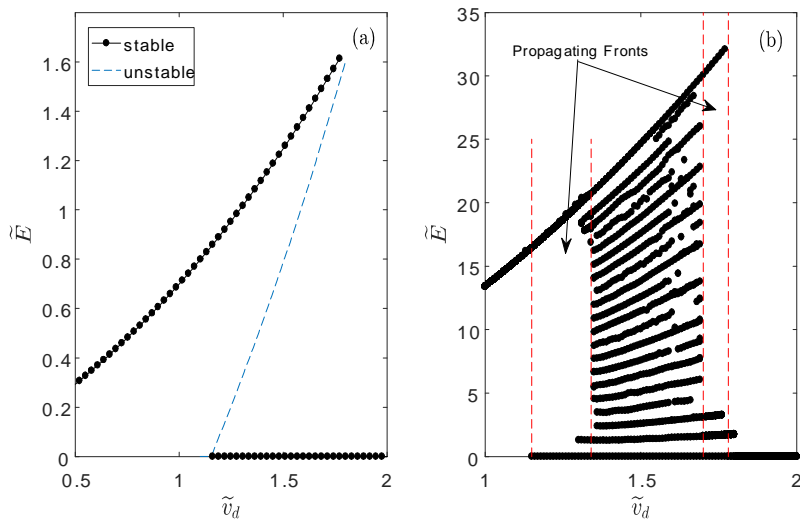 (a)
stable
unstable
Ẽ
1.6
1.4
1.2
1
0.8
0.6
0.4
0.2
0
0.5 1 1.5 2
ṽ_d
(b)
Propagating Fronts
Ẽ
35
30
25
20
15
10
5
0
1 1.5 2
ṽ_d